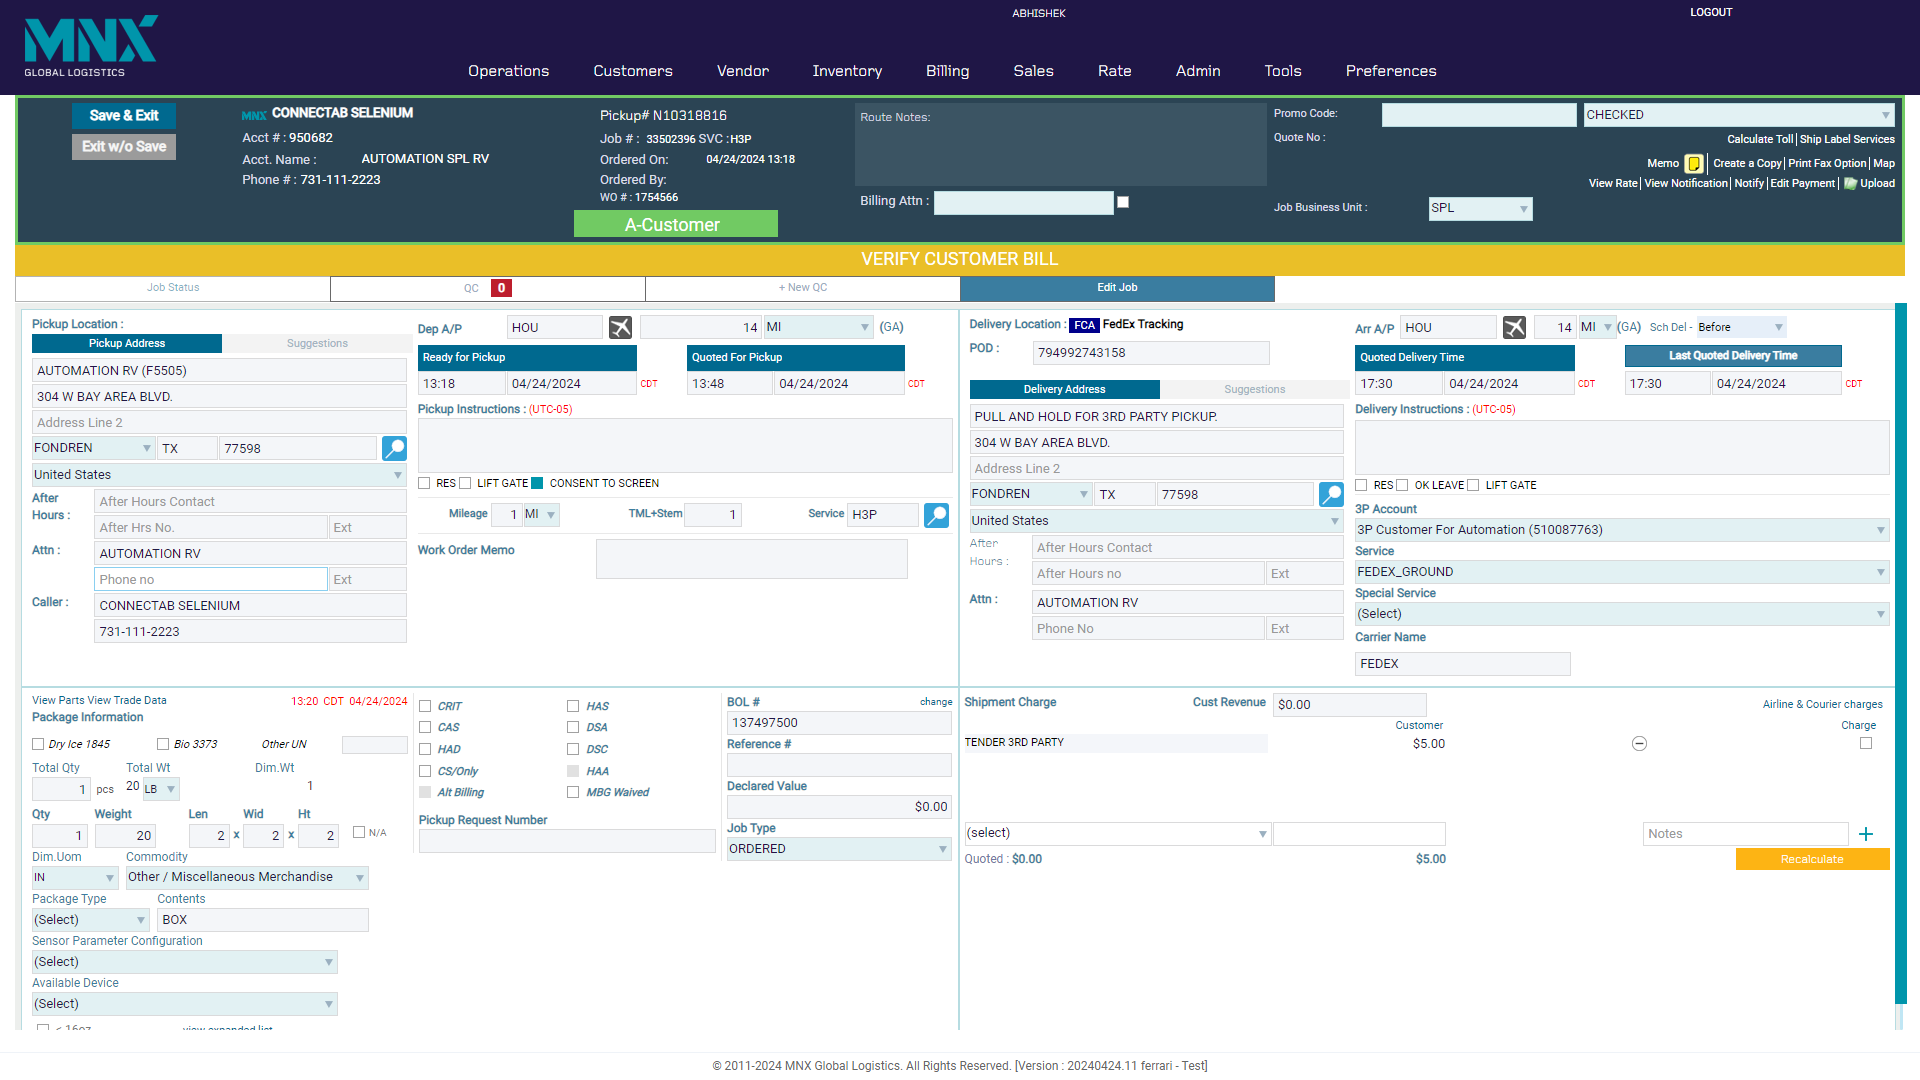 MNX
GLOBAL LOGISTICS
ABHISHEK
LOGOUT
Operations Customers Vendor Inventory Billing Sales Rate Admin Tools Preferences
Save & Exit
Exit w/o Save
MNX CONNECTAB SELENIUM
Acct # : 950682
Acct. Name : AUTOMATION SPL RV
Phone # : 731-111-2223
Pickup# N10318816
Job # : 33502396 SVC : H3P
Ordered On: 04/24/2024 13:18
Ordered By:
WO # : 1754566
A-Customer
Route Notes:
Billing Attn :
Promo Code: CHECKED
Quote No :
Calculate Toll | Ship Label Services
Memo | Create a Copy | Print Fax Option | Map
View Rate | View Notification | Notify | Edit Payment | Upload
Job Business Unit : SPL
VERIFY CUSTOMER BILL
Job Status QC 0 + New QC Edit Job
Pickup Location :
Pickup Address Suggestions
AUTOMATION RV (F5505)
304 W BAY AREA BLVD.
Address Line 2
FONDREN TX 77598
United States
After Hours : After Hours Contact
After Hrs No. Ext
Attn : AUTOMATION RV
Phone no Ext
Caller : CONNECTAB SELENIUM
731-111-2223
Dep A/P HOU 14 MI (GA)
Ready for Pickup Quoted For Pickup
13:18 04/24/2024 CDT 13:48 04/24/2024 CDT
Pickup Instructions : (UTC-05)
RES LIFT GATE CONSENT TO SCREEN
Mileage 1 MI TML+Stem 1 Service H3P
Work Order Memo
Delivery Location : FCA FedEx Tracking
POD : 794992743158
Delivery Address Suggestions
PULL AND HOLD FOR 3RD PARTY PICKUP.
304 W BAY AREA BLVD.
Address Line 2
FONDREN TX 77598
United States
After Hours : After Hours Contact
After Hours no Ext
Attn : AUTOMATION RV
Phone No Ext
Arr A/P HOU 14 MI (GA) Sch Del - Before
Quoted Delivery Time Last Quoted Delivery Time
17:30 04/24/2024 CDT 17:30 04/24/2024 CDT
Delivery Instructions : (UTC-05)
RES OK LEAVE LIFT GATE
3P Account
3P Customer For Automation (510087763)
Service
FEDEX_GROUND
Special Service
(Select)
Carrier Name
FEDEX
View Parts View Trade Data 13:20 CDT 04/24/2024
Package Information
Dry Ice 1845 Bio 3373 Other UN
Total Qty Total Wt Dim.Wt
1 pcs 20 LB 1
Qty Weight Len Wid Ht
1 20 2 x 2 x 2 N/A
Dim.Uom Commodity
IN Other / Miscellaneous Merchandise
Package Type Contents
(Select) BOX
Sensor Parameter Configuration
(Select)
Available Device
(Select)
< 16oz view expanded list
CRIT HAS
CAS DSA
HAD DSC
CS/Only HAA
Alt Billing MBG Waived
Pickup Request Number
BOL # change
137497500
Reference #
Declared Value
$0.00
Job Type
ORDERED
Shipment Charge Cust Revenue $0.00 Airline & Courier charges
Customer Charge
TENDER 3RD PARTY $5.00
(select) Notes +
Quoted : $0.00 $5.00 Recalculate
© 2011-2024 MNX Global Logistics. All Rights Reserved. [Version : 20240424.11 ferrari - Test]